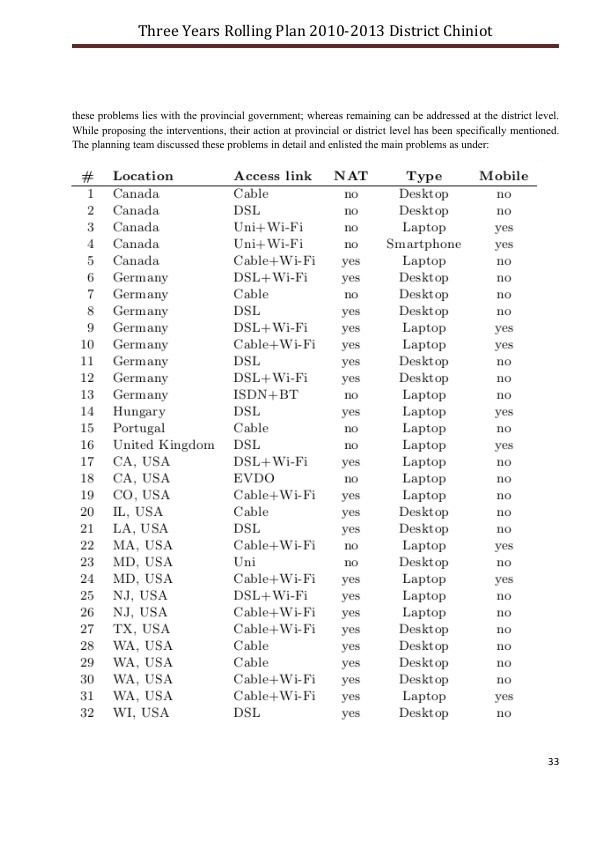 Three Years Rolling Plan 2010-2013 District Chiniot
these problems lies with the provincial government; whereas remaining can be addressed at the district level.
While proposing the interventions, their action at provincial or district level has been specifically mentioned.
The planning team discussed these problems in detail and enlisted the main problems as under:
# Location Access link NAT Type Mobile
1 Canada Cable no Desktop no
2 Canada DSL no Desktop no
3 Canada Uni+Wi-Fi no Laptop yes
4 Canada Uni+Wi-Fi no Smartphone yes
5 Canada Cable+Wi-Fi yes Laptop no
6 Germany DSL+Wi-Fi yes Desktop no
7 Germany Cable no Desktop no
8 Germany DSL yes Desktop no
9 Germany DSL+Wi-Fi yes Laptop yes
10 Germany Cable+Wi-Fi yes Laptop yes
11 Germany DSL yes Desktop no
12 Germany DSL+Wi-Fi yes Desktop no
13 Germany ISDN+BT no Laptop no
14 Hungary DSL yes Laptop yes
15 Portugal Cable no Laptop no
16 United Kingdom DSL no Laptop yes
17 CA, USA DSL+Wi-Fi yes Laptop no
18 CA, USA EVDO no Laptop no
19 CO, USA Cable+Wi-Fi yes Laptop no
20 IL, USA Cable yes Desktop no
21 LA, USA DSL yes Desktop no
22 MA, USA Cable+Wi-Fi no Laptop yes
23 MD, USA Uni no Desktop no
24 MD, USA Cable+Wi-Fi yes Laptop yes
25 NJ, USA DSL+Wi-Fi yes Laptop no
26 NJ, USA Cable+Wi-Fi yes Laptop no
27 TX, USA Cable+Wi-Fi yes Desktop no
28 WA, USA Cable yes Desktop no
29 WA, USA Cable yes Desktop no
30 WA, USA Cable+Wi-Fi yes Desktop no
31 WA, USA Cable+Wi-Fi yes Laptop yes
32 WI, USA DSL yes Desktop no
33